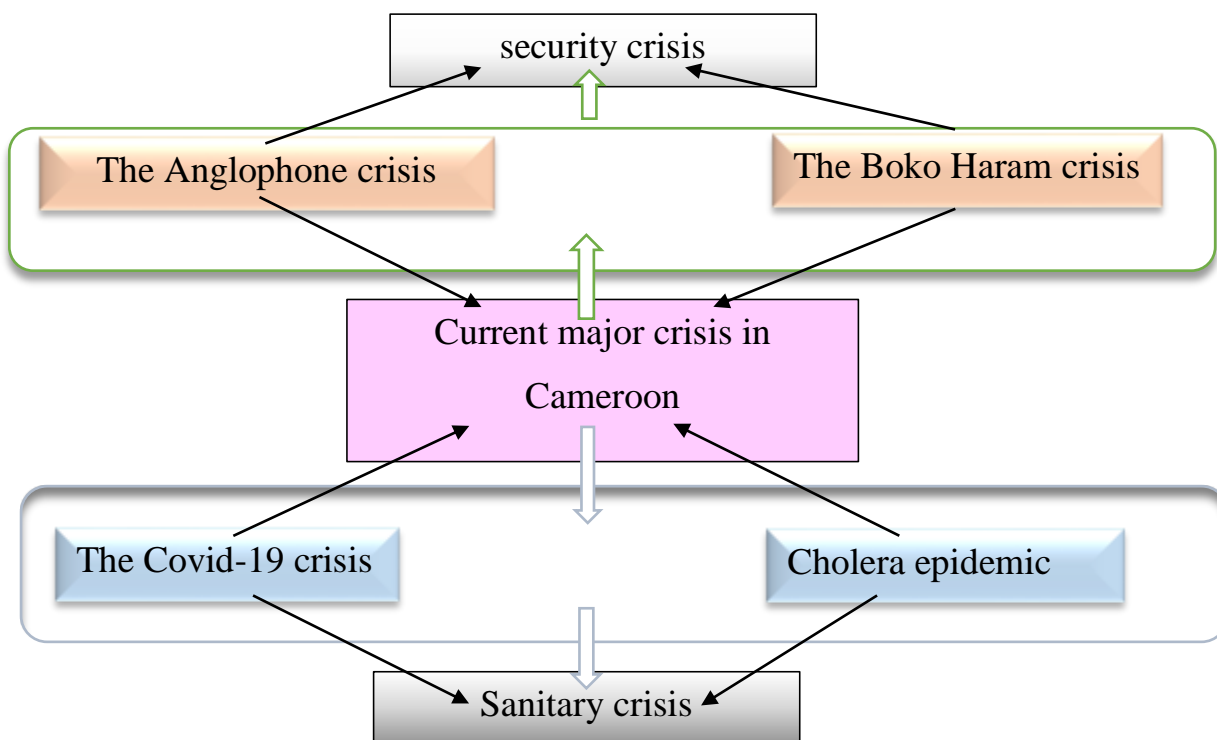 security crisis
The Anglophone crisis
The Boko Haram crisis
Current major crisis in
Cameroon
The Covid-19 crisis
Cholera epidemic
Sanitary crisis